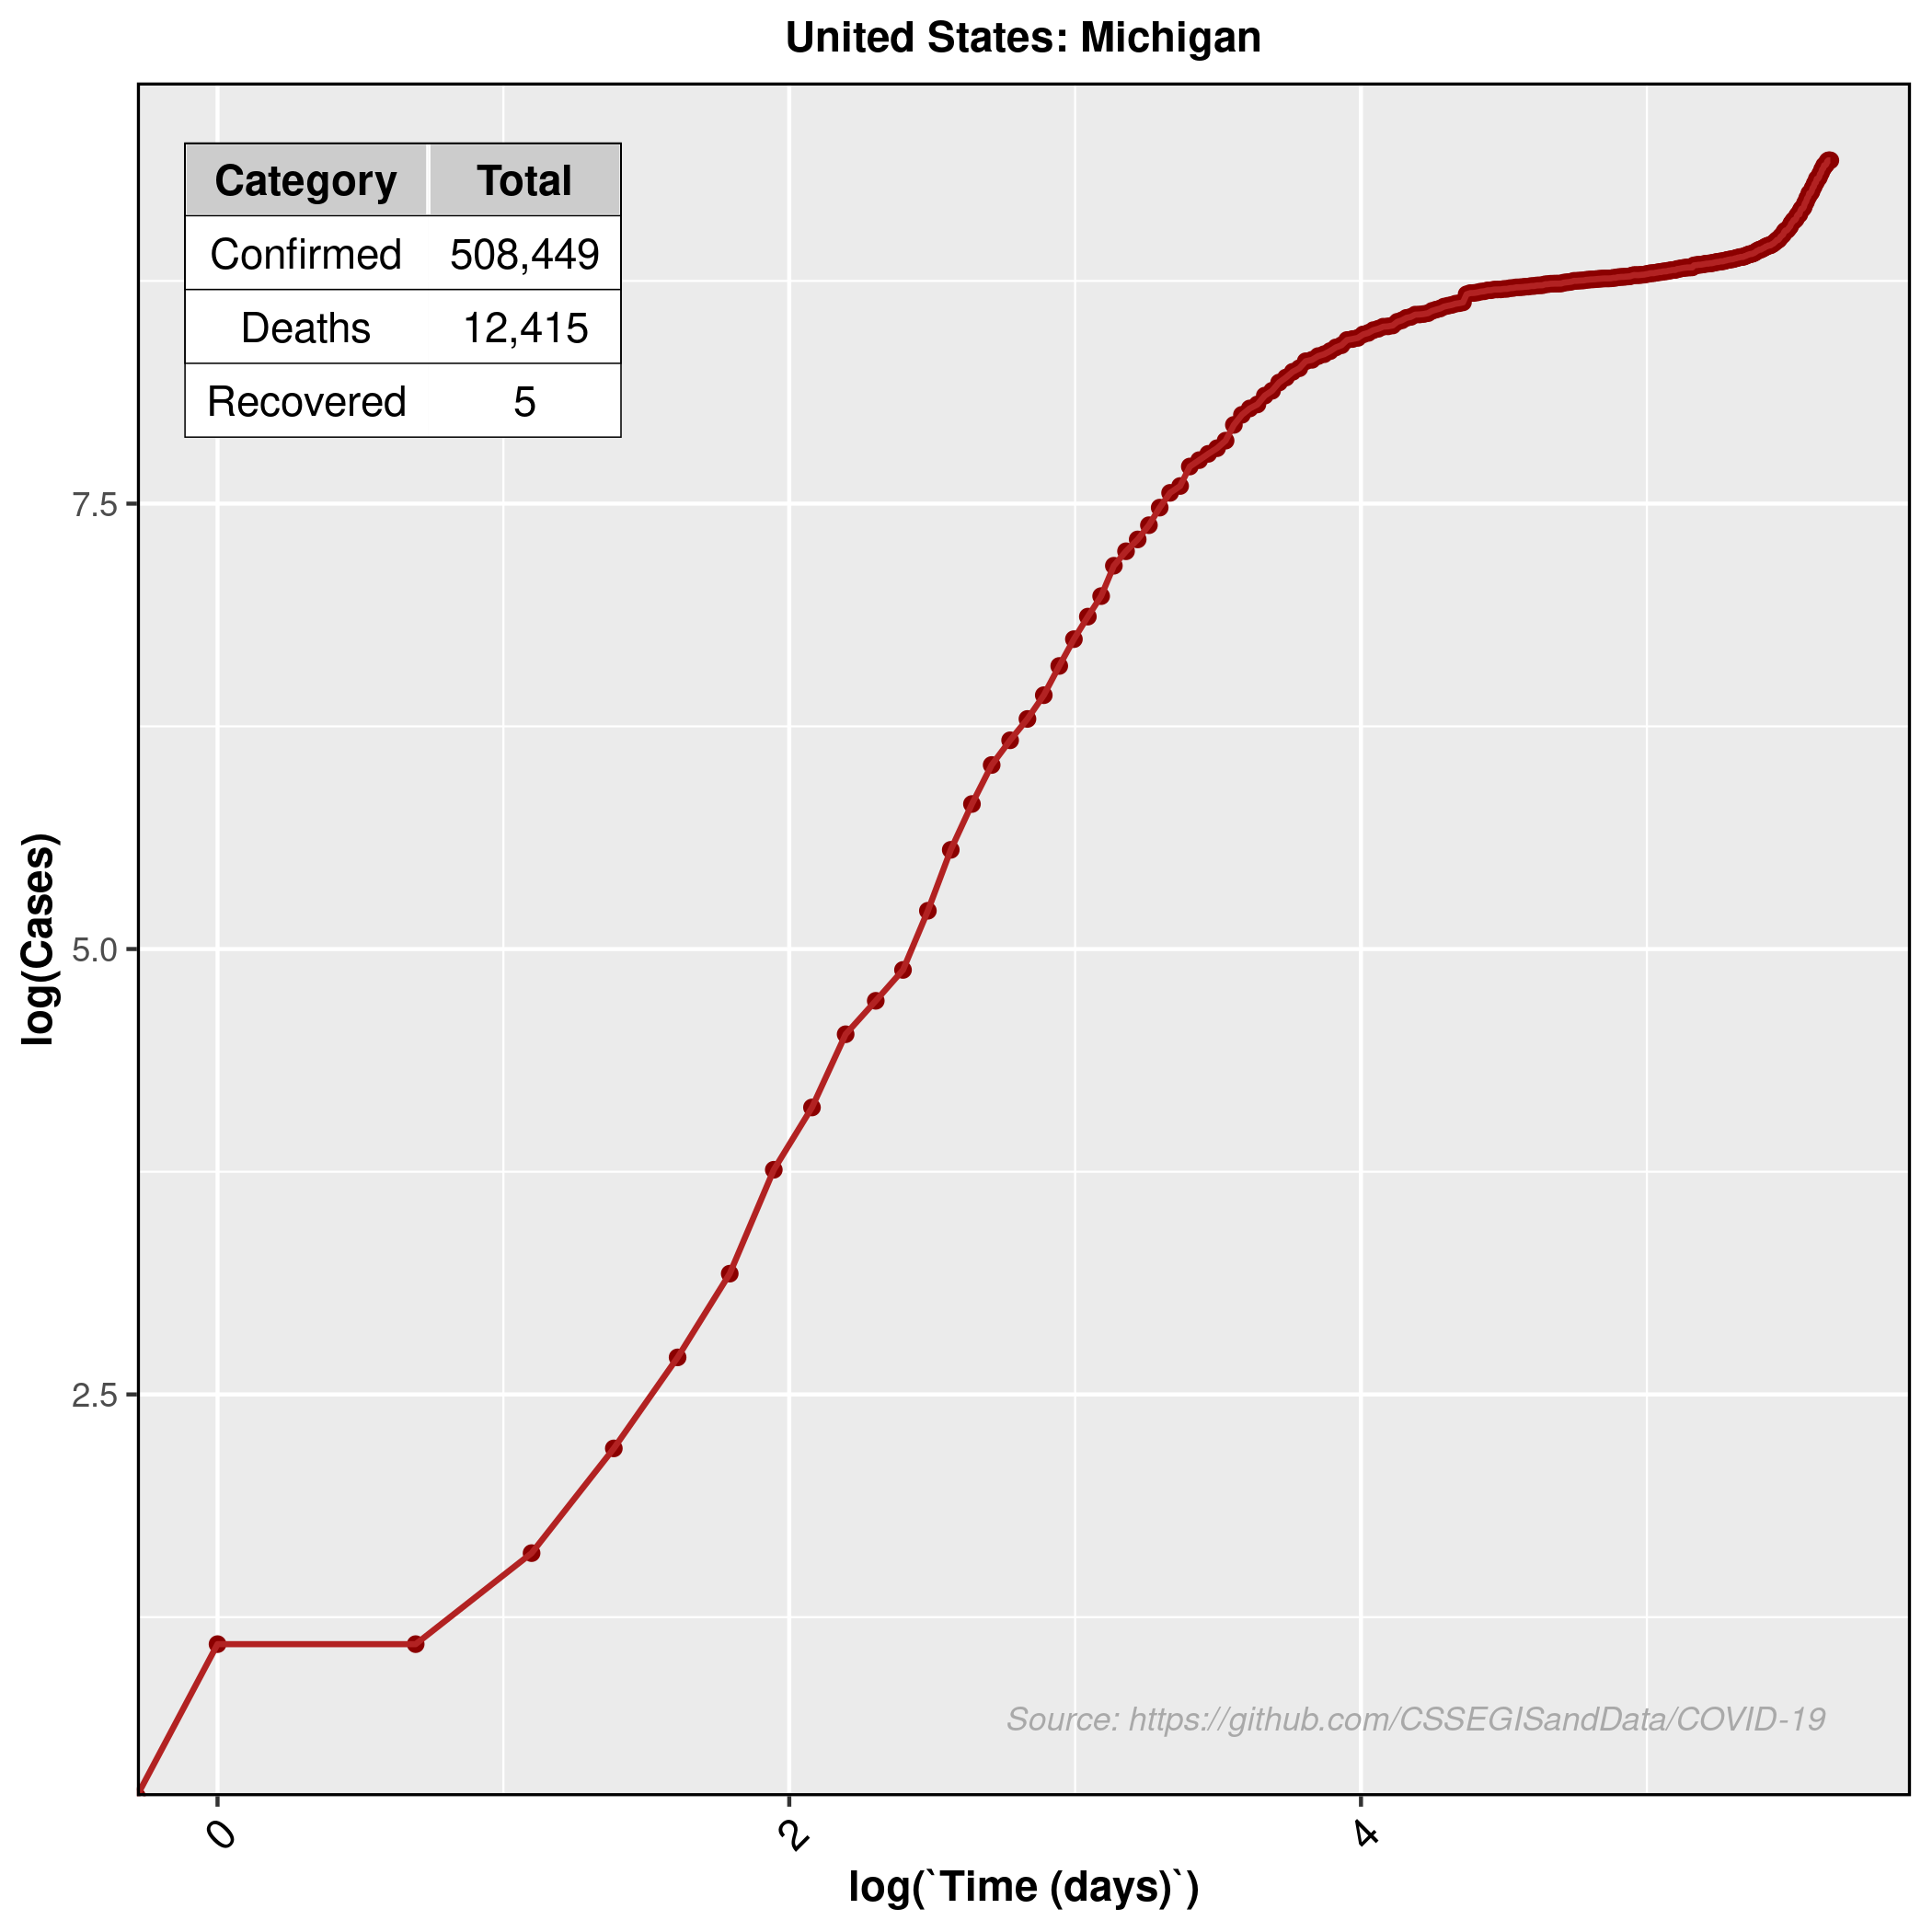 United States: Michigan
Category Total
Confirmed 508,449
Deaths 12,415
Recovered 5
7.5
5.0
2.5
log(Cases)
Source: https://github.com/CSSEGISandData/COVID-19
0 2 4
log(`Time (days)`)